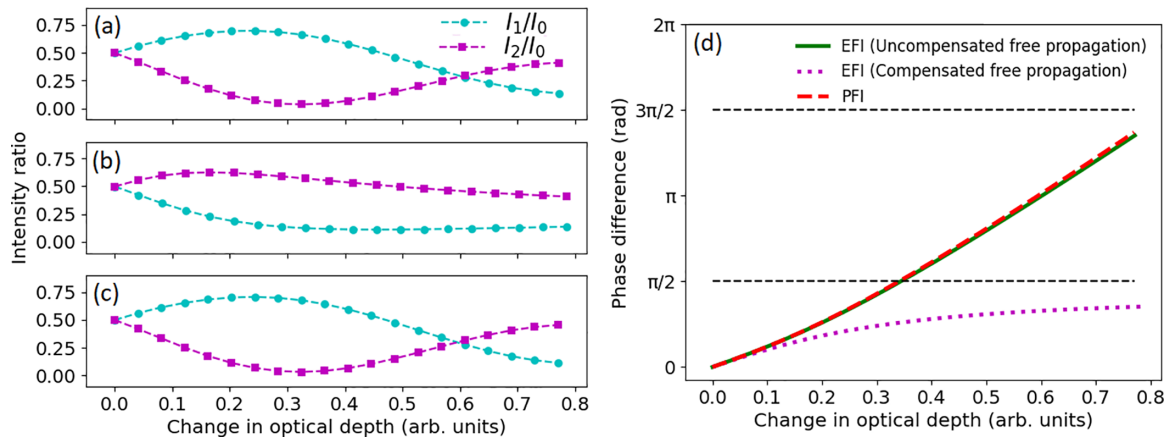 (a)
I₁/I₀
I₂/I₀
0.75
0.50
0.25
0.00
(b)
0.75
0.50
0.25
0.00
(c)
0.75
0.50
0.25
0.00
Intensity ratio
0.0 0.1 0.2 0.3 0.4 0.5 0.6 0.7 0.8
Change in optical depth (arb. units)
(d)
EFI (Uncompensated free propagation)
EFI (Compensated free propagation)
PFI
2π
3π/2
π
π/2
0
Phase difference (rad)
0.0 0.1 0.2 0.3 0.4 0.5 0.6 0.7 0.8
Change in optical depth (arb. units)